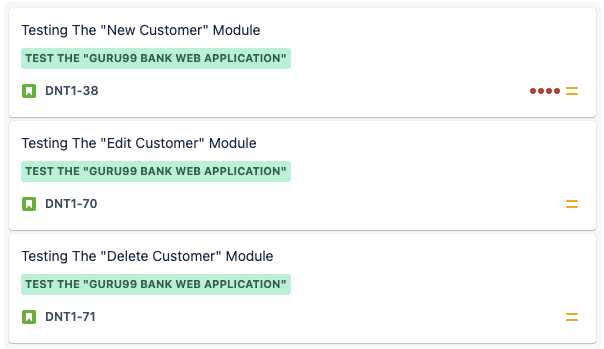 Testing The "New Customer" Module
TEST THE "GURU99 BANK WEB APPLICATION"
DNT1-38
Testing The "Edit Customer" Module
TEST THE "GURU99 BANK WEB APPLICATION"
DNT1-70
Testing The "Delete Customer" Module
TEST THE "GURU99 BANK WEB APPLICATION"
DNT1-71